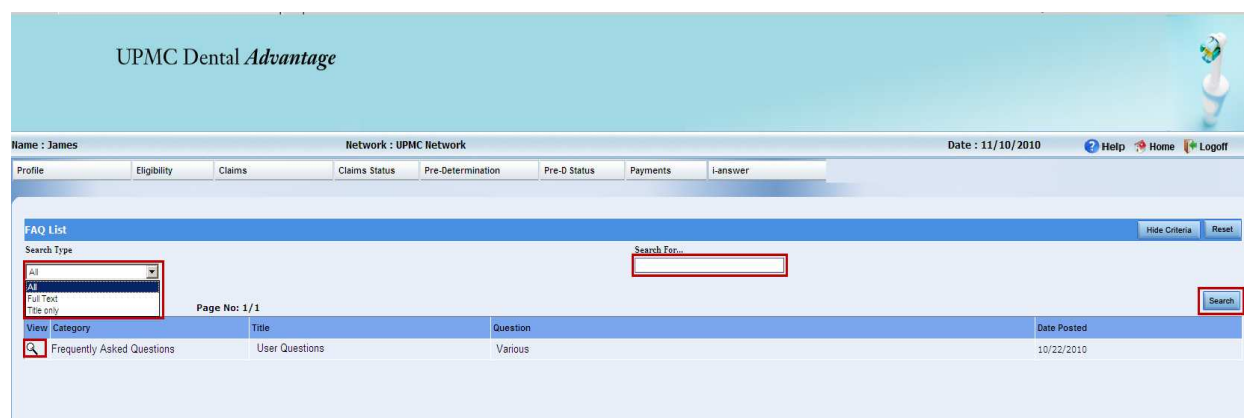 UPMC Dental Advantage
Name : James Network : UPMC Network Date : 11/10/2010 Help Home Logoff
Profile Eligibility Claims Claims Status Pre-Determination Pre-D Status Payments i-answer
FAQ List Hide Criteria Reset
Search Type Search For...
All
All
Full Text
Title only Page No: 1/1 Search
View Category Title Question Date Posted
Frequently Asked Questions User Questions Various 10/22/2010